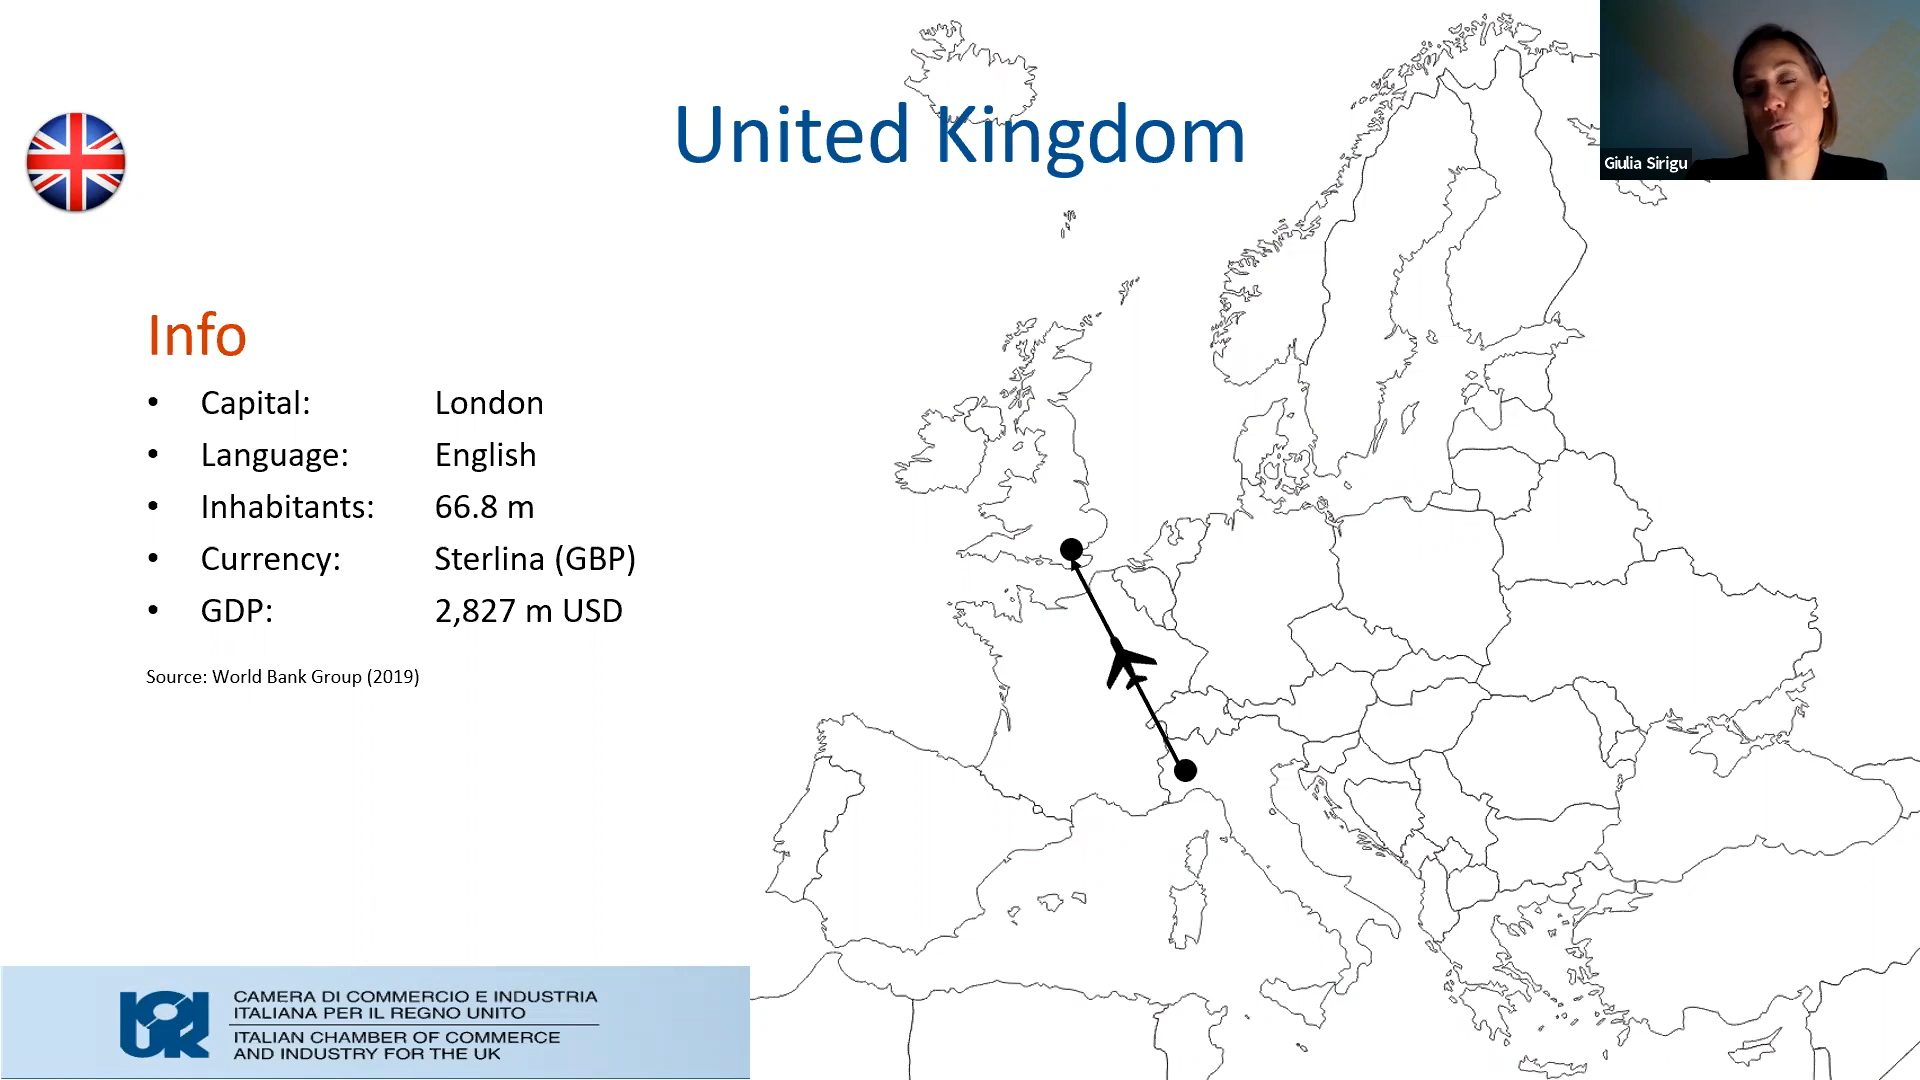 United Kingdom
Giulia Sirigu
Info
• Capital: London
• Language: English
• Inhabitants: 66.8 m
• Currency: Sterlina (GBP)
• GDP: 2,827 m USD
Source: World Bank Group (2019)
CAMERA DI COMMERCIO E INDUSTRIA
ITALIANA PER IL REGNO UNITO
ITALIAN CHAMBER OF COMMERCE
AND INDUSTRY FOR THE UK